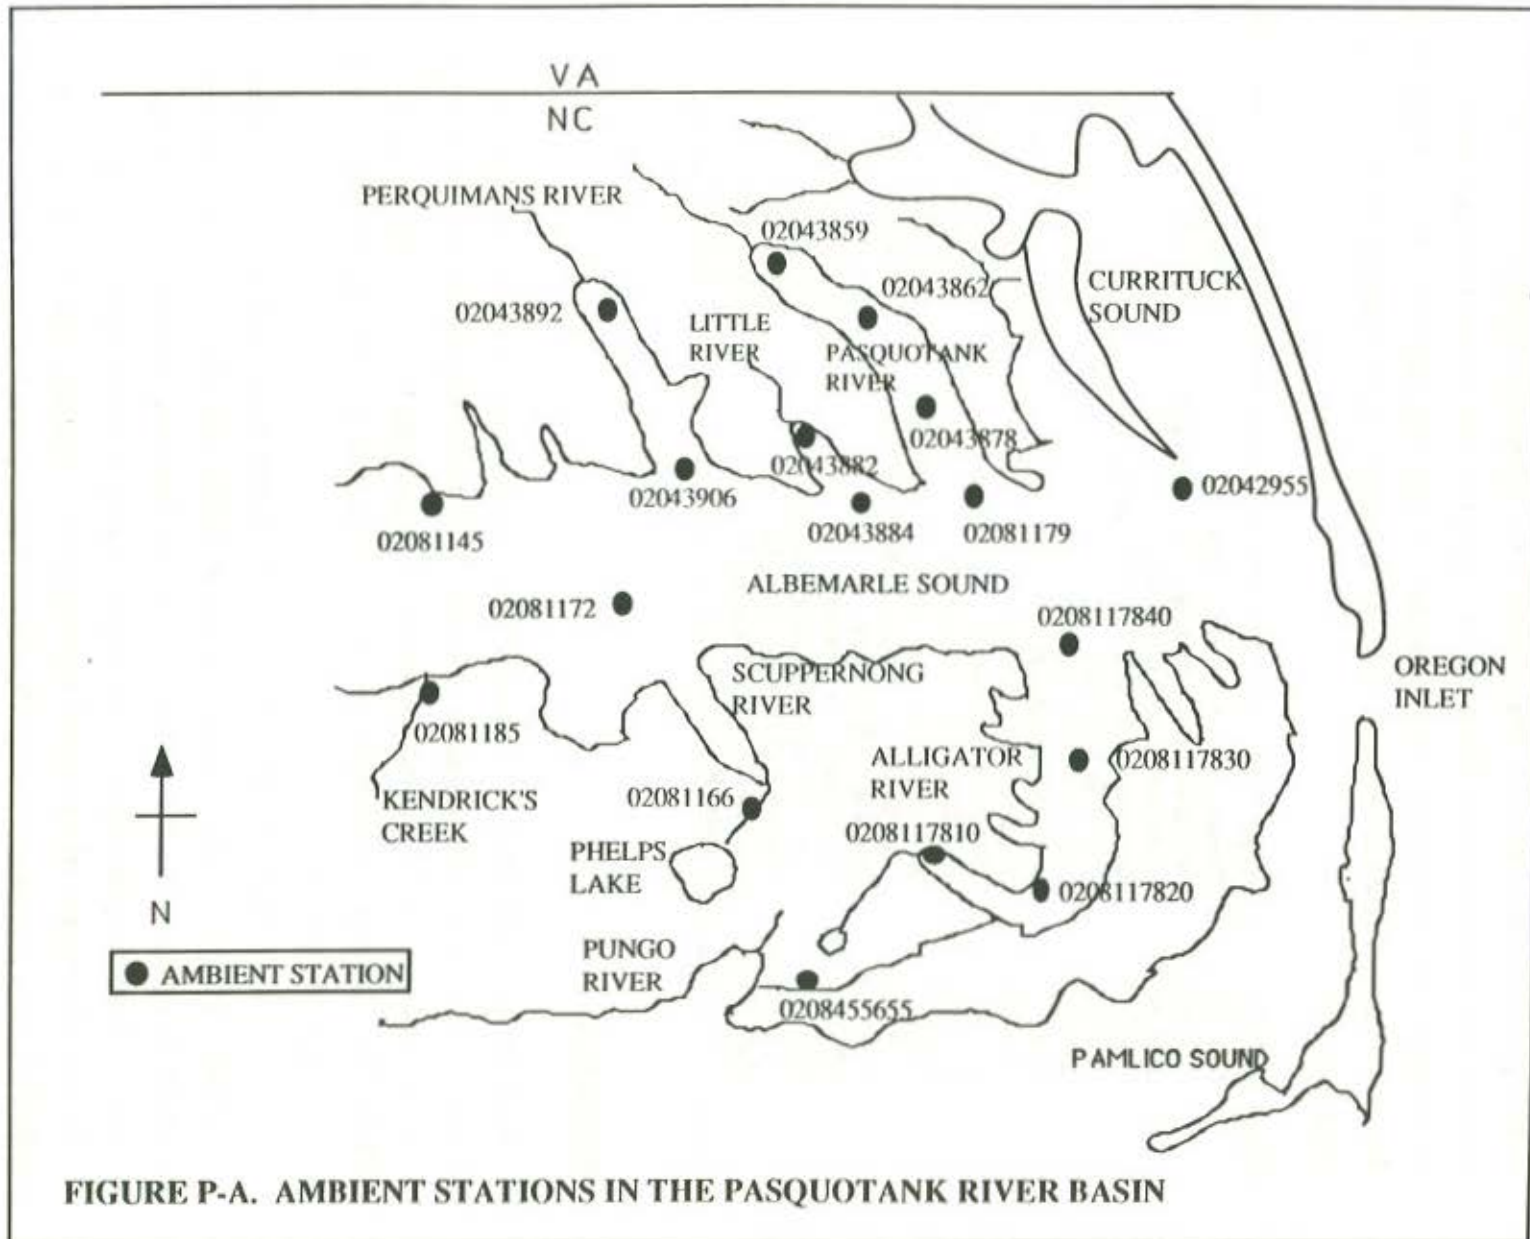 VA
NC
PERQUIMANS RIVER
02043859
02043862
CURRITUCK
SOUND
02043892
LITTLE
RIVER
PASQUOTANK
RIVER
02043878
02043882
02043906
02042955
02081145
02043884
02081179
ALBEMARLE SOUND
02081172
0208117840
SCUPPERNONG
RIVER
OREGON
INLET
02081185
ALLIGATOR
RIVER
0208117830
KENDRICK'S
CREEK
02081166
0208117810
PHELPS
LAKE
0208117820
N
PUNGO
RIVER
AMBIENT STATION
0208455655
PAMLICO SOUND
FIGURE P-A. AMBIENT STATIONS IN THE PASQUOTANK RIVER BASIN